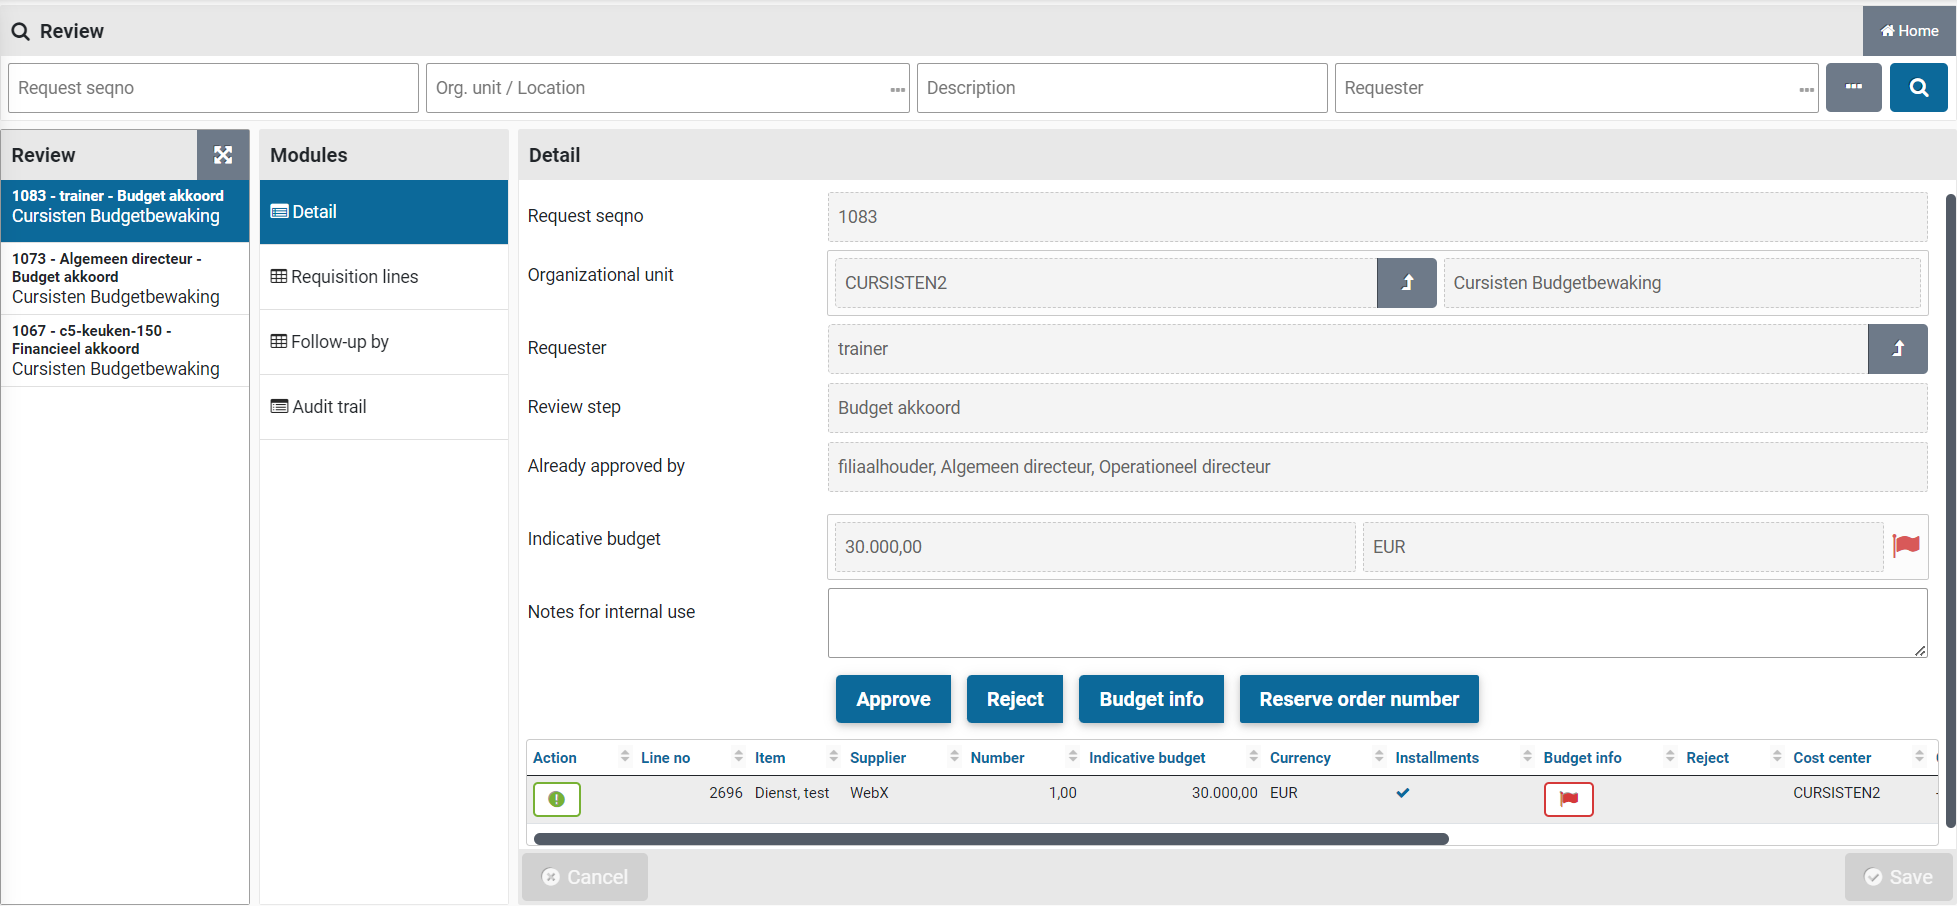 Review
Home
Request seqno
Org. unit / Location
Description
Requester
Review
1083 - trainer - Budget akkoord
Cursisten Budgetbewaking
1073 - Algemeen directeur -
Budget akkoord
Cursisten Budgetbewaking
1067 - c5-keuken-150 -
Financieel akkoord
Cursisten Budgetbewaking
Modules
Detail
Requisition lines
Follow-up by
Audit trail
Detail
Request seqno 1083
Organizational unit CURSISTEN2 Cursisten Budgetbewaking
Requester trainer
Review step Budget akkoord
Already approved by filiaalhouder, Algemeen directeur, Operationeel directeur
Indicative budget 30.000,00 EUR
Notes for internal use
Approve Reject Budget info Reserve order number
Action Line no Item Supplier Number Indicative budget Currency Installments Budget info Reject Cost center
2696 Dienst, test WebX 1,00 30.000,00 EUR CURSISTEN2
Cancel Save